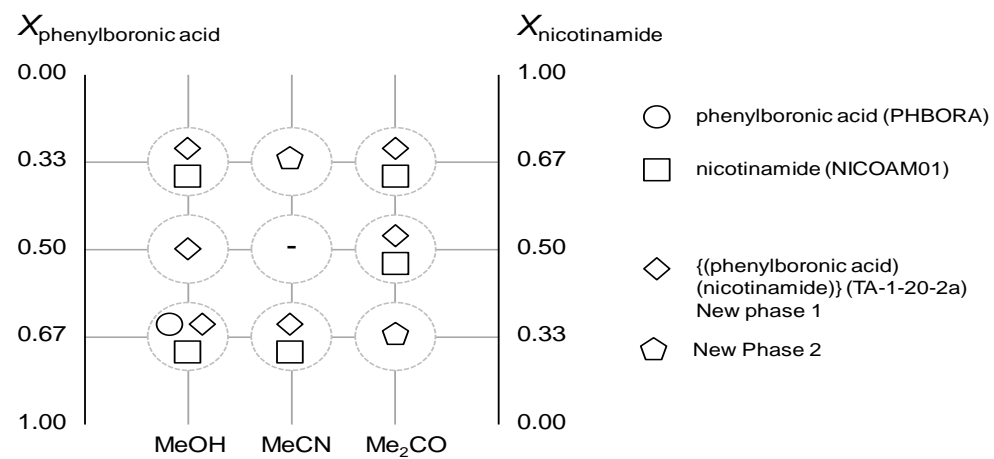 Xphenylboronic acid
Xnicotinamide
0.00
1.00
phenylboronic acid (PHBORA)
0.33
0.67
nicotinamide (NICOAM01)
0.50
-
0.50
{(phenylboronic acid)
(nicotinamide)} (TA-1-20-2a)
New phase 1
0.67
0.33
New Phase 2
1.00
0.00
MeOH
MeCN
Me₂CO